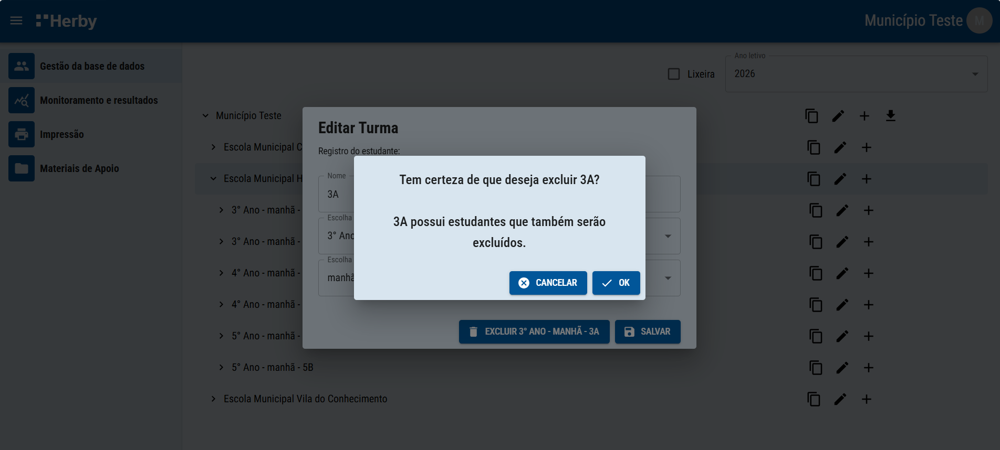 Herby
Município Teste
M
Gestão da base de dados
Monitoramento e resultados
Impressão
Materiais de Apoio
Lixeira
Ano letivo
2026
Município Teste
Escola Municipal C
Escola Municipal H
3° Ano - manhã -
3° Ano - manhã -
4° Ano - manhã -
4° Ano - manhã -
5° Ano - manhã -
5° Ano - manhã - 5B
Escola Municipal Vila do Conhecimento
Editar Turma
Registro do estudante:
Nome
3A
Escolha
3° Ano
Escolha
manhã
EXCLUIR 3° ANO - MANHÃ - 3A
SALVAR
Tem certeza de que deseja excluir 3A?
3A possui estudantes que também serão
excluídos.
CANCELAR
OK